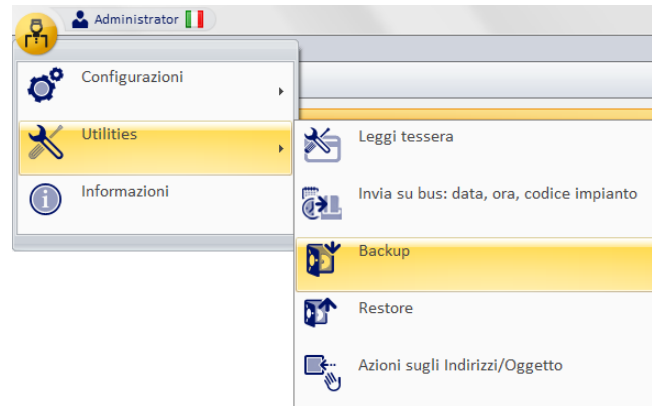 Administrator
Configurazioni
Utilities
Informazioni
Leggi tessera
Invia su bus: data, ora, codice impianto
Backup
Restore
Azioni sugli Indirizzi/Oggetto